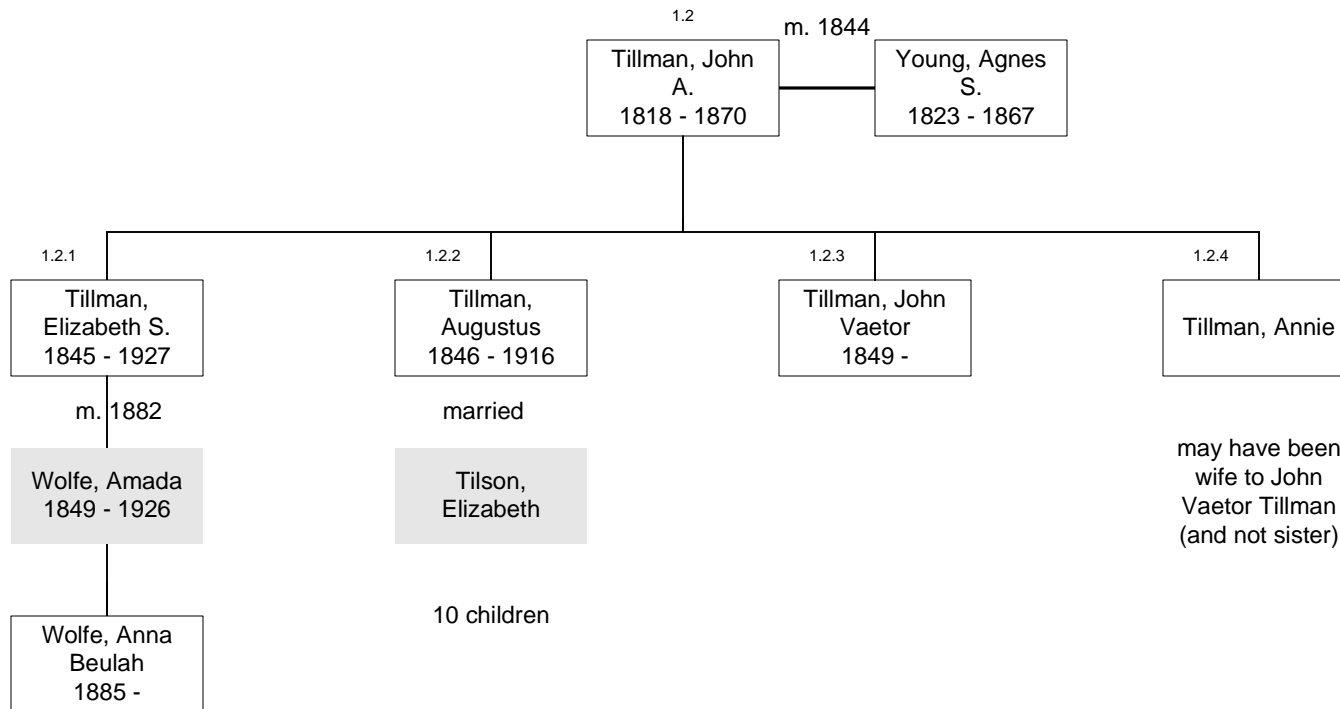 1.2
m. 1844
Tillman, John
A.
1818 - 1870
Young, Agnes
S.
1823 - 1867
1.2.1
Tillman,
Elizabeth S.
1845 - 1927
m. 1882
Wolfe, Amada
1849 - 1926
Wolfe, Anna
Beulah
1885 -
1.2.2
Tillman,
Augustus
1846 - 1916
married
Tilson,
Elizabeth
10 children
1.2.3
Tillman, John
Vaetor
1849 -
1.2.4
Tillman, Annie
may have been
wife to John
Vaetor Tillman
(and not sister)